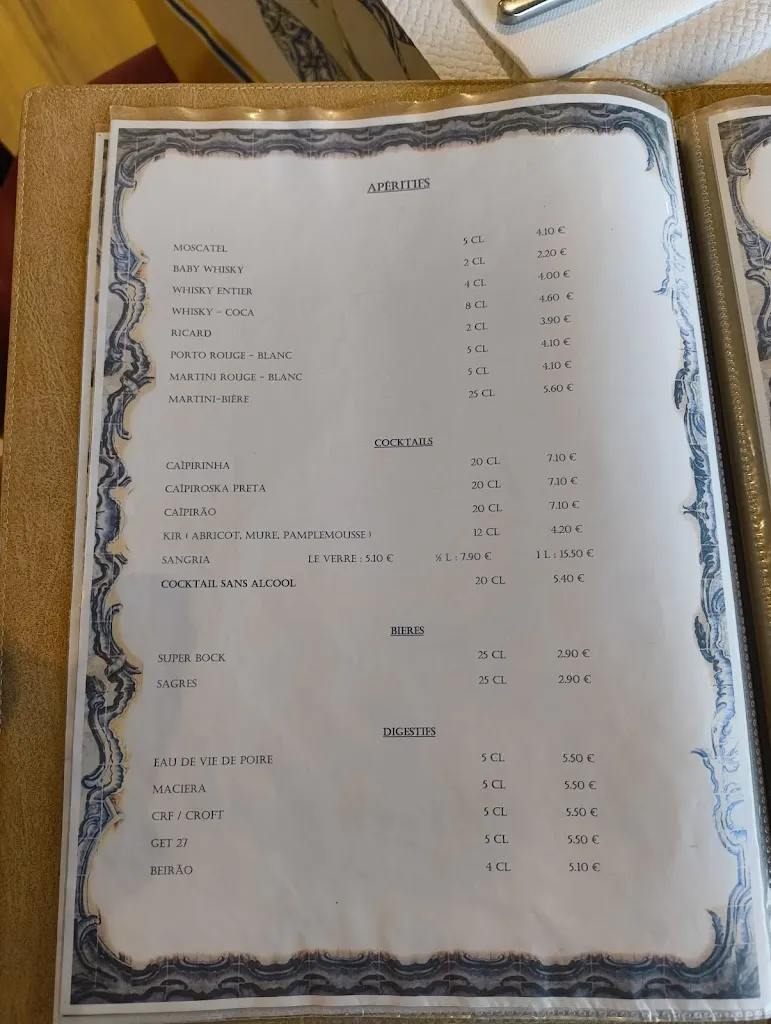 APÉRITIFS
MOSCATEL 5 CL 4.10 €
BABY WHISKY 2 CL 2.20 €
WHISKY ENTIER 4 CL 4.00 €
WHISKY – COCA 8 CL 4.60 €
RICARD 2 CL 3.90 €
PORTO ROUGE – BLANC 5 CL 4.10 €
MARTINI ROUGE – BLANC 5 CL 4.10 €
MARTINI-BIÈRE 25 CL 5.60 €
COCKTAILS
CAÏPIRINHA 20 CL 7.10 €
CAÏPIROSKA PRETA 20 CL 7.10 €
CAÏPIRÃO 20 CL 7.10 €
KIR ( ABRICOT, MURE, PAMPLEMOUSSE ) 12 CL 4.20 €
SANGRIA LE VERRE : 5.10 € ½ L : 7.90 € 1 L : 15.50 €
COCKTAIL SANS ALCOOL 20 CL 5.40 €
BIERES
SUPER BOCK 25 CL 2.90 €
SAGRES 25 CL 2.90 €
DIGESTIFS
EAU DE VIE DE POIRE 5 CL 5.50 €
MACIERA 5 CL 5.50 €
CRF / CROFT 5 CL 5.50 €
GET 27 5 CL 5.50 €
BEIRÃO 4 CL 5.10 €